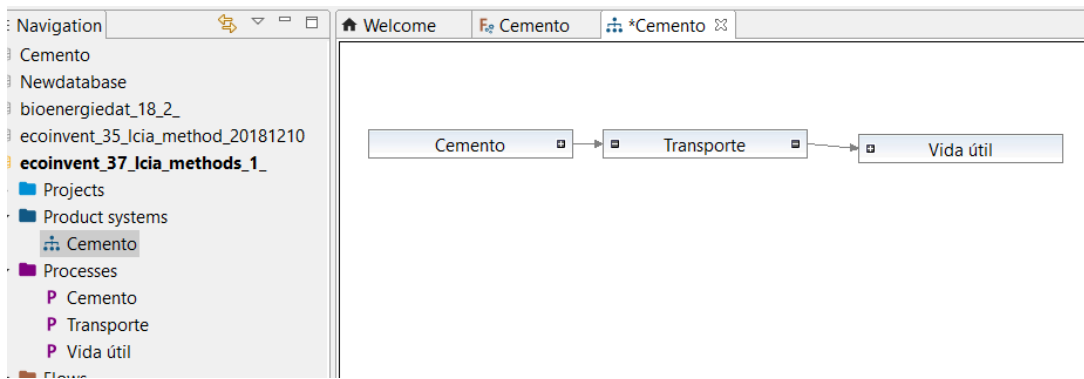 Navigation
Welcome
Cemento
*Cemento
Cemento
Newdatabase
bioenergiedat_18_2_
ecoinvent_35_lcia_method_20181210
ecoinvent_37_lcia_methods_1_
Projects
Product systems
Cemento
Processes
P Cemento
P Transporte
P Vida útil
Flows
Cemento
Transporte
Vida útil